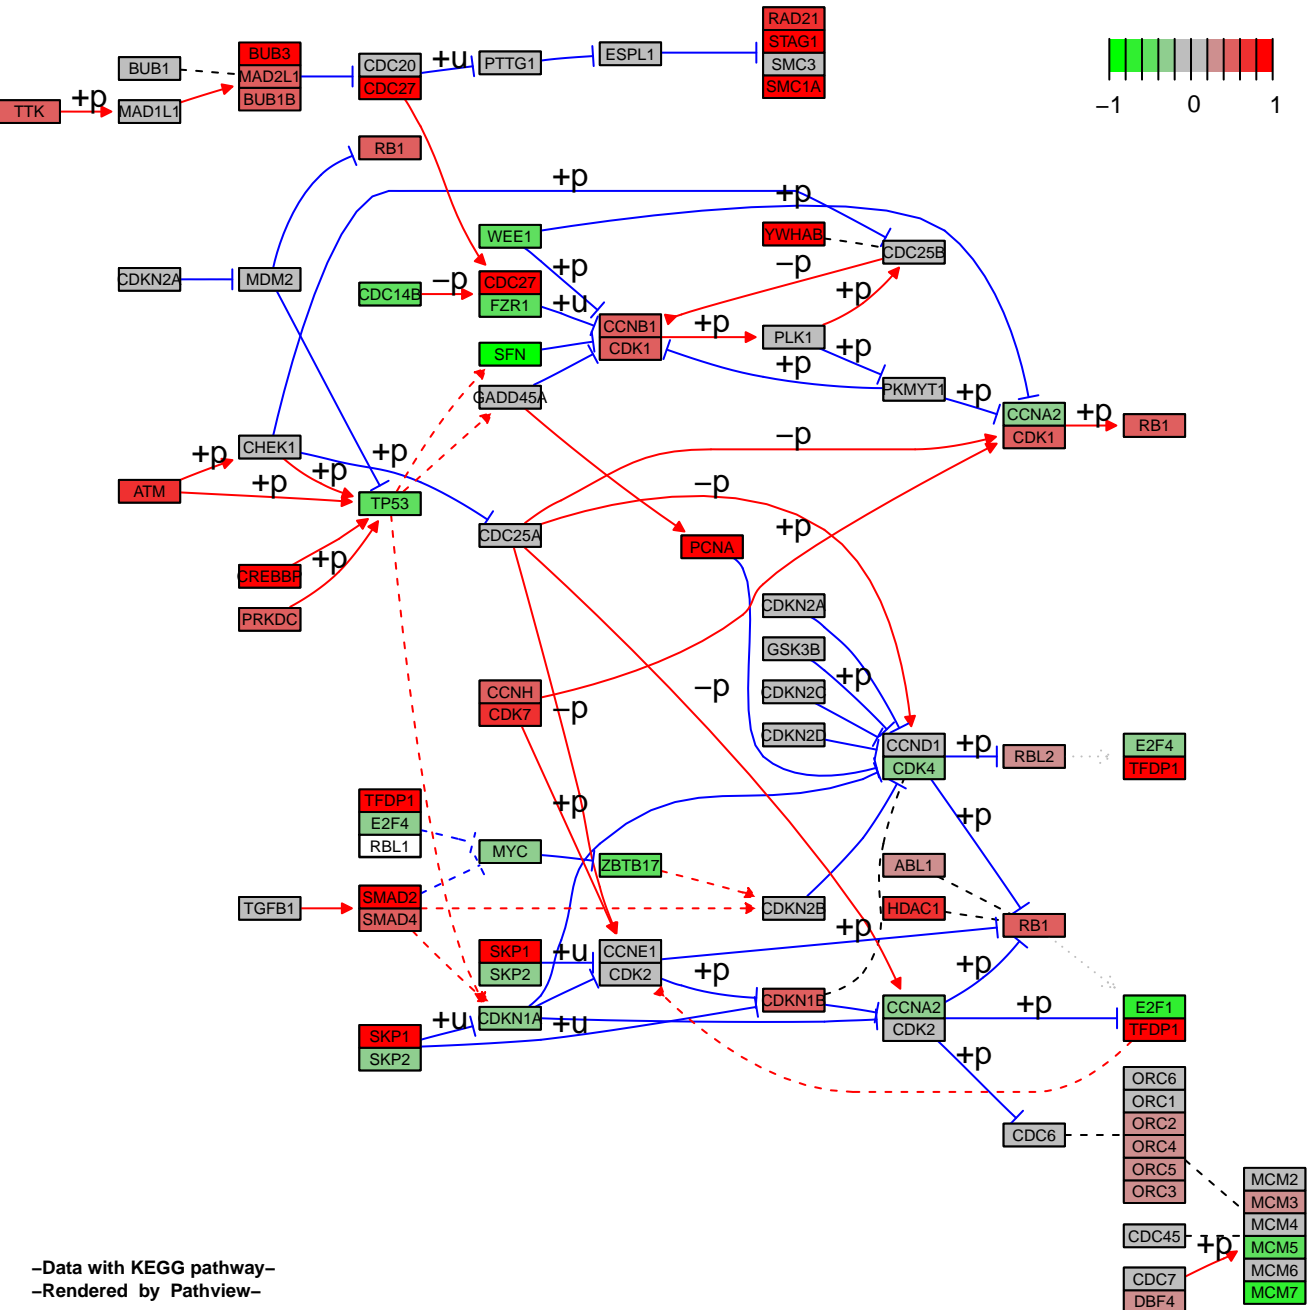 RAD21
STAG1
SMC3
SMC1A
BUB1
BUB3
MAD2L1
BUB1B
CDC20
CDC27
+u
PTTG1
ESPL1
−1 0 1
TTK
+p
MAD1L1
RB1
+p
+p
WEE1
YWHAB
CDC25B
CDKN2A
MDM2
CDC14B
−p
CDC27
FZR1
+p
+u
−p
+p
CCNB1
CDK1
+p
PLK1
+p
SFN
GADD45A
+p
PKMYT1
+p
CCNA2
CDK1
+p
RB1
CHEK1
+p
+p
+p
−p
ATM
+p
TP53
−p
CDC25A
+p
PCNA
CREBBP
+p
PRKDC
CDKN2A
GSK3B
+p
CDKN2C
CDKN2D
CCNH
CDK7
−p
−p
CCND1
CDK4
+p
RBL2
E2F4
TFDP1
TFDP1
E2F4
RBL1
+p
+p
MYC
ZBTB17
ABL1
TGFB1
SMAD2
SMAD4
CDKN2B
HDAC1
RB1
+p
SKP1
SKP2
+u
CCNE1
CDK2
+p
+p
CDKN1B
CCNA2
CDK2
+p
E2F1
TFDP1
CDKN1A
+u
+u
SKP1
SKP2
+p
ORC6
ORC1
ORC2
ORC4
ORC5
ORC3
CDC6
MCM2
MCM3
MCM4
MCM5
MCM6
MCM7
CDC45
+p
CDC7
DBF4
−Data with KEGG pathway−
−Rendered by Pathview−